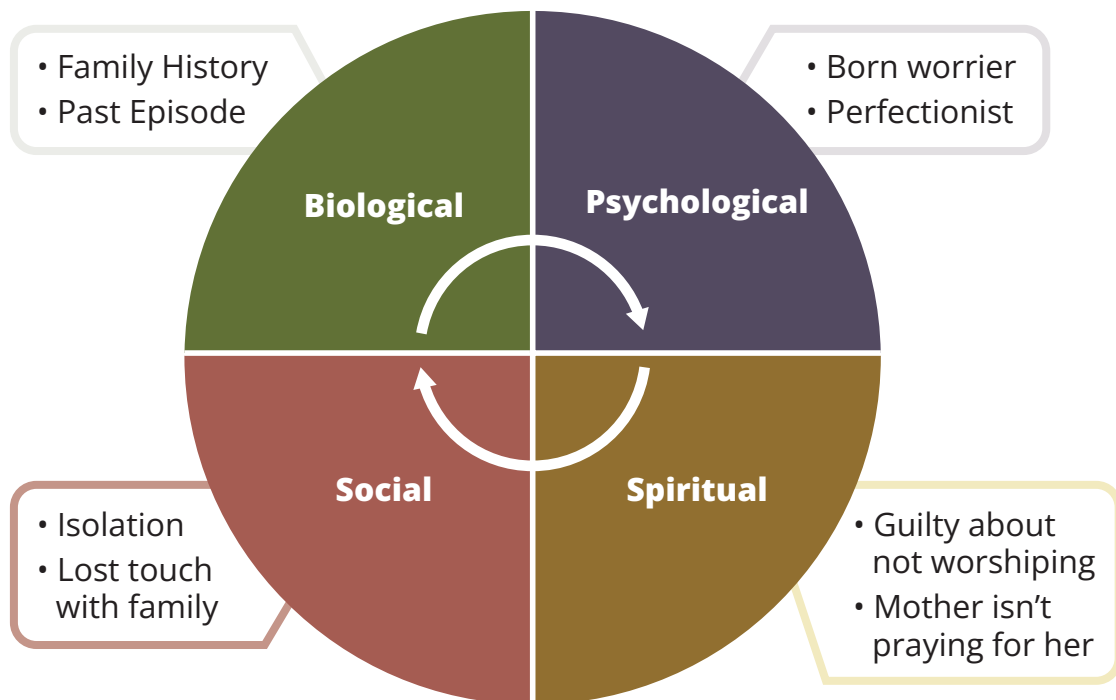 • Family History
• Past Episode
• Born worrier
• Perfectionist
Biological
Psychological
Social
Spiritual
• Isolation
• Lost touch
with family
• Guilty about
not worshiping
• Mother isn’t
praying for her